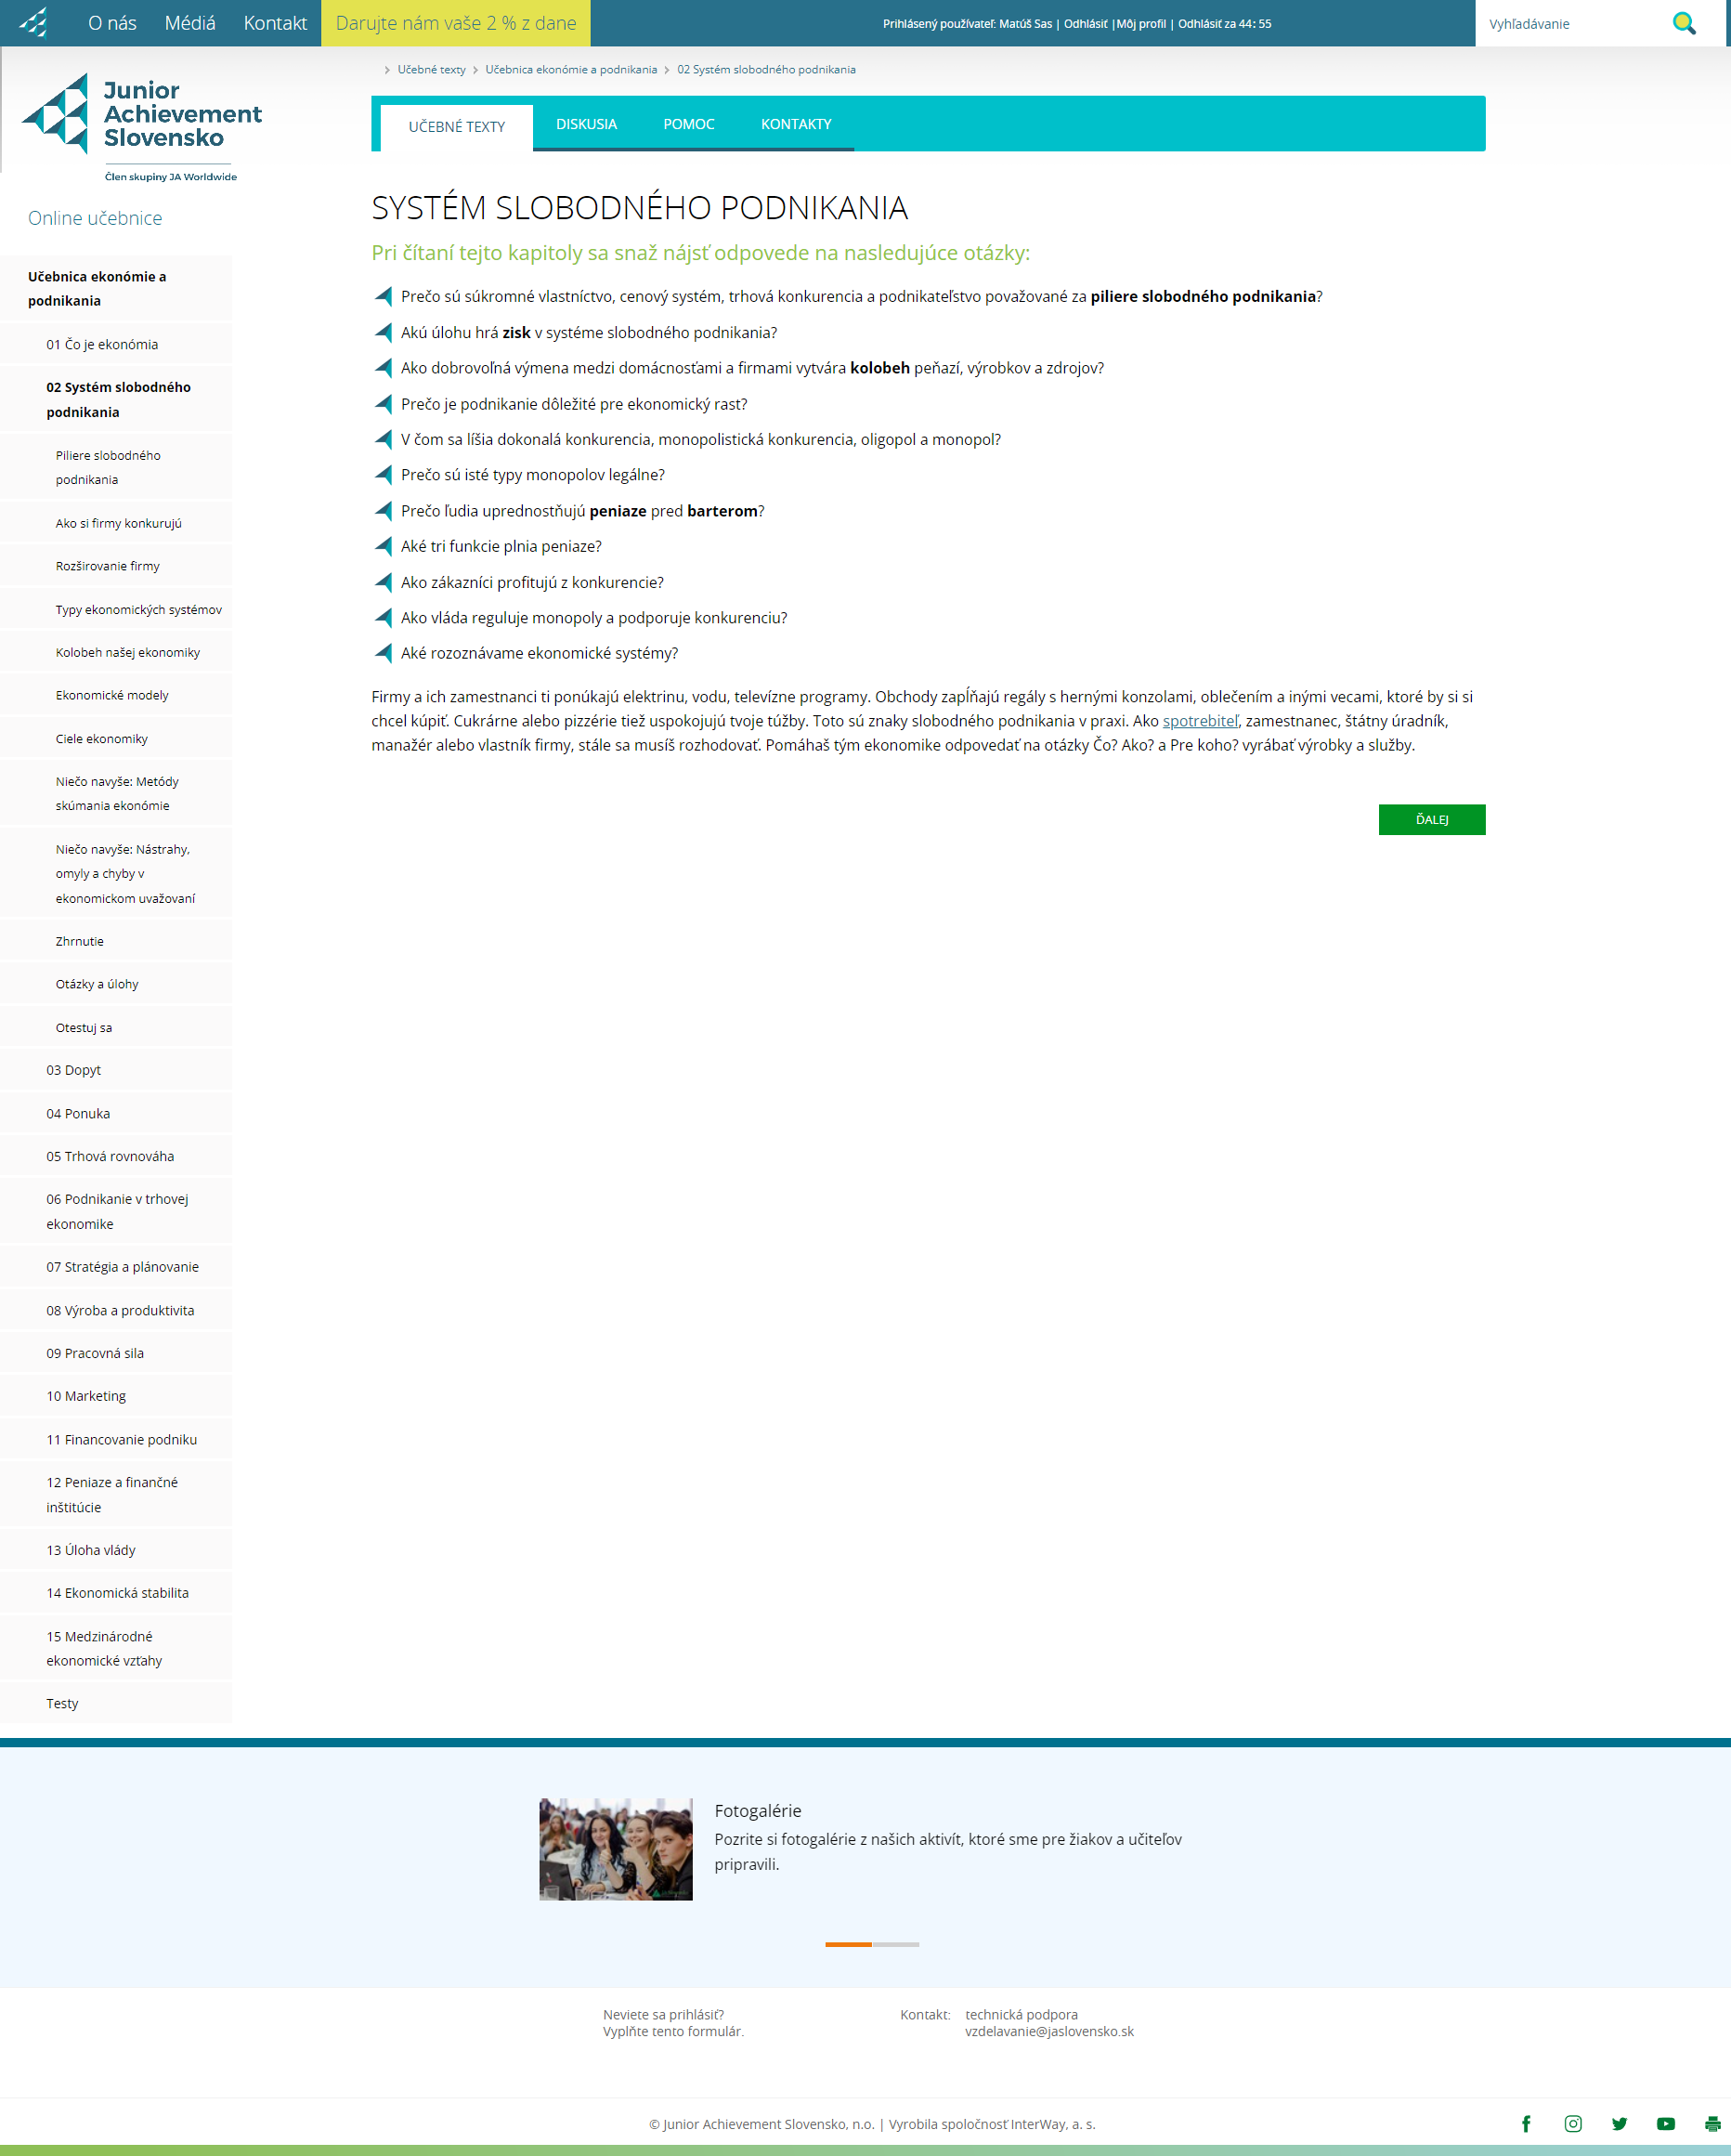 O nás Médiá Kontakt Darujte nám vaše 2 % z dane Prihlásený používateľ: Matúš Sas | Odhlásiť |Môj profil | Odhlásiť za 44: 55 Vyhľadávanie
Učebné texty Učebnica ekonómie a podnikania 02 Systém slobodného podnikania
Junior
Achievement
Slovensko
Člen skupiny JA Worldwide
UČEBNÉ TEXTY DISKUSIA POMOC KONTAKTY
Online učebnice
Učebnica ekonómie a
podnikania
01 Čo je ekonómia
02 Systém slobodného
podnikania
Piliere slobodného
podnikania
Ako si firmy konkurujú
Rozširovanie firmy
Typy ekonomických systémov
Kolobeh našej ekonomiky
Ekonomické modely
Ciele ekonomiky
Niečo navyše: Metódy
skúmania ekonómie
Niečo navyše: Nástrahy,
omyly a chyby v
ekonomickom uvažovaní
Zhrnutie
Otázky a úlohy
Otestuj sa
03 Dopyt
04 Ponuka
05 Trhová rovnováha
06 Podnikanie v trhovej
ekonomike
07 Stratégia a plánovanie
08 Výroba a produktivita
09 Pracovná sila
10 Marketing
11 Financovanie podniku
12 Peniaze a finančné
inštitúcie
13 Úloha vlády
14 Ekonomická stabilita
15 Medzinárodné
ekonomické vzťahy
Testy
SYSTÉM SLOBODNÉHO PODNIKANIA
Pri čítaní tejto kapitoly sa snaž nájsť odpovede na nasledujúce otázky:
Prečo sú súkromné vlastníctvo, cenový systém, trhová konkurencia a podnikateľstvo považované za piliere slobodného podnikania?
Akú úlohu hrá zisk v systéme slobodného podnikania?
Ako dobrovoľná výmena medzi domácnosťami a firmami vytvára kolobeh peňazí, výrobkov a zdrojov?
Prečo je podnikanie dôležité pre ekonomický rast?
V čom sa líšia dokonalá konkurencia, monopolistická konkurencia, oligopol a monopol?
Prečo sú isté typy monopolov legálne?
Prečo ľudia uprednostňujú peniaze pred barterom?
Aké tri funkcie plnia peniaze?
Ako zákazníci profitujú z konkurencie?
Ako vláda reguluje monopoly a podporuje konkurenciu?
Aké rozoznávame ekonomické systémy?
Firmy a ich zamestnanci ti ponúkajú elektrinu, vodu, televízne programy. Obchody zapĺňajú regály s hernými konzolami, oblečením a inými vecami, ktoré by si si
chcel kúpiť. Cukrárne alebo pizzérie tiež uspokojujú tvoje túžby. Toto sú znaky slobodného podnikania v praxi. Ako spotrebiteľ, zamestnanec, štátny úradník,
manažér alebo vlastník firmy, stále sa musíš rozhodovať. Pomáhaš tým ekonomike odpovedať na otázky Čo? Ako? a Pre koho? vyrábať výrobky a služby.
ĎALEJ
Fotogalérie
Pozrite si fotogalérie z našich aktivít, ktoré sme pre žiakov a učiteľov
pripravili.
Neviete sa prihlásiť?
Vyplňte tento formulár.
Kontakt: technická podpora
vzdelavanie@jaslovensko.sk
© Junior Achievement Slovensko, n.o. | Vyrobila spoločnosť InterWay, a. s.